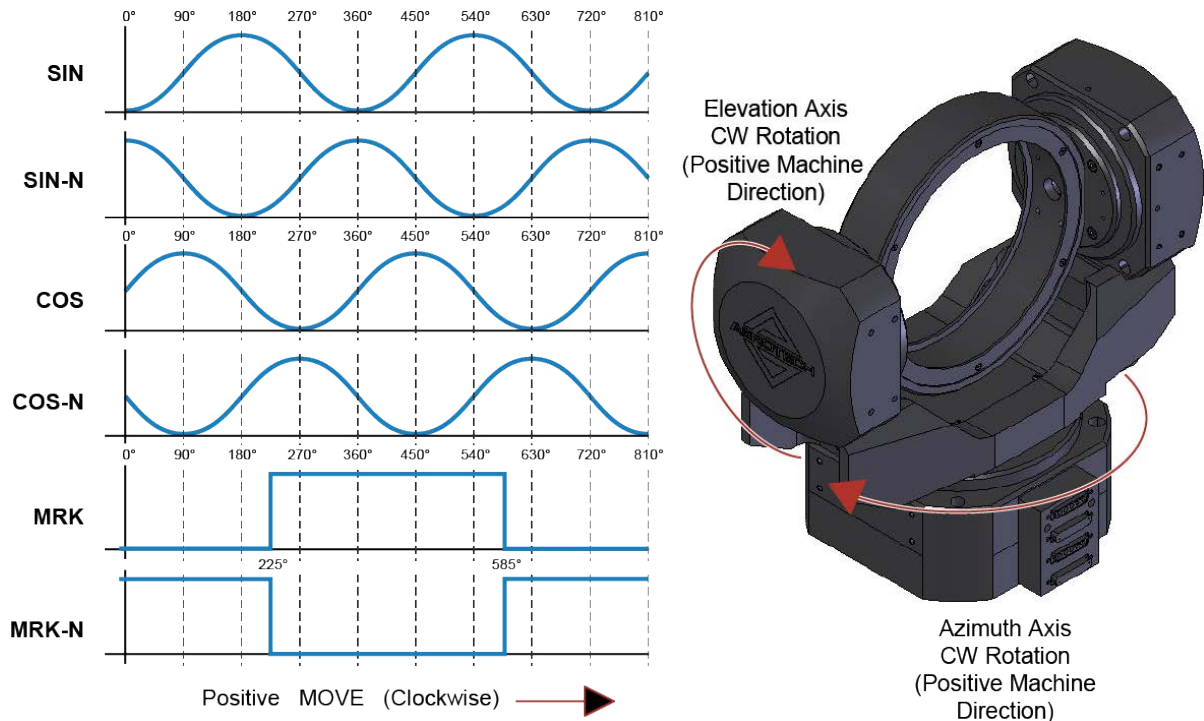 0° 90° 180° 270° 360° 450° 540° 630° 720° 810°
SIN
SIN-N
0° 90° 180° 270° 360° 450° 540° 630° 720° 810°
COS
COS-N
0° 90° 180° 270° 360° 450° 540° 630° 720° 810°
MRK
225° 585°
MRK-N
Positive MOVE (Clockwise)
Elevation Axis
CW Rotation
(Positive Machine
Direction)
AEROTECH
Azimuth Axis
CW Rotation
(Positive Machine
Direction)